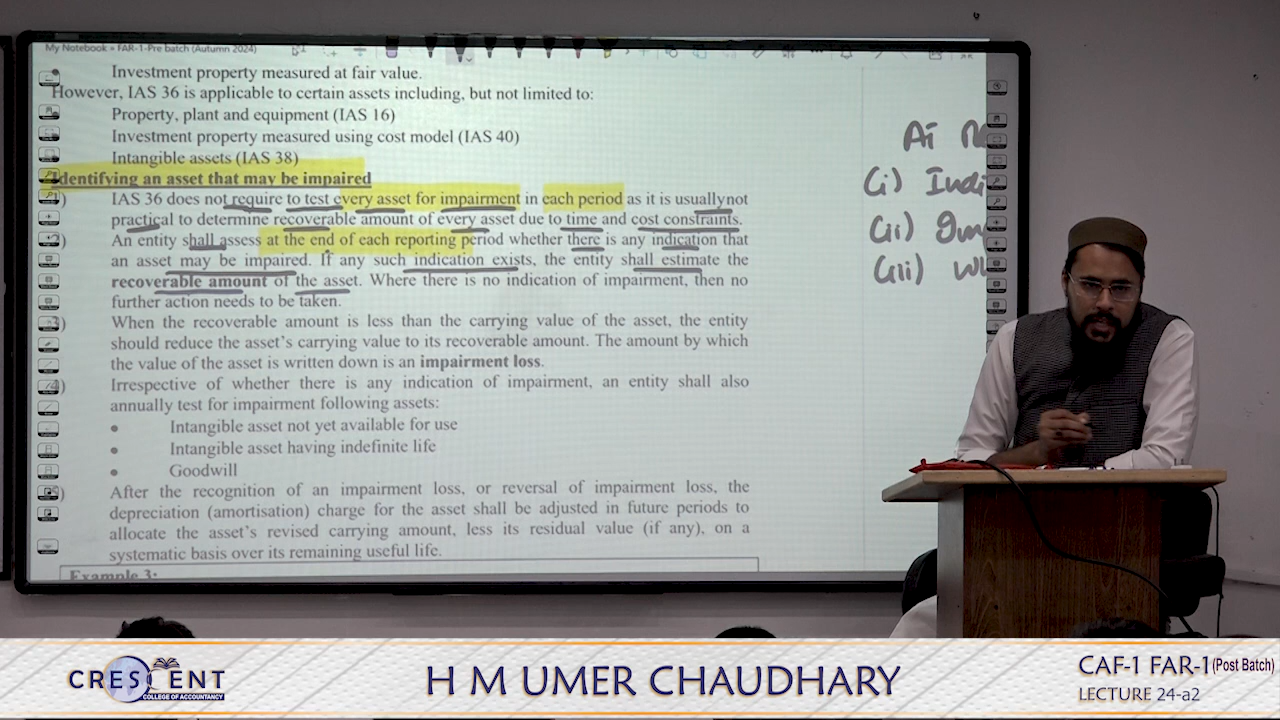 My Notebook » FAR-1-Pre batch (Autumn 2024)
Investment property measured at fair value.
However, IAS 36 is applicable to certain assets including, but not limited to:
Property, plant and equipment (IAS 16)
Investment property measured using cost model (IAS 40)
Intangible assets (IAS 38)
Identifying an asset that may be impaired
IAS 36 does not require to test every asset for impairment in each period as it is usually not
practical to determine recoverable amount of every asset due to time and cost constraints.
An entity shall assess at the end of each reporting period whether there is any indication that
an asset may be impaired. If any such indication exists, the entity shall estimate the
recoverable amount of the asset. Where there is no indication of impairment, then no
further action needs to be taken.
When the recoverable amount is less than the carrying value of the asset, the entity
should reduce the asset's carrying value to its recoverable amount. The amount by which
the value of the asset is written down is an impairment loss.
Irrespective of whether there is any indication of impairment, an entity shall also
annually test for impairment following assets:
• Intangible asset not yet available for use
• Intangible asset having indefinite life
• Goodwill
After the recognition of an impairment loss, or reversal of impairment loss, the
depreciation (amortisation) charge for the asset shall be adjusted in future periods to
allocate the asset's revised carrying amount, less its residual value (if any), on a
systematic basis over its remaining useful life.
Example 3:
(i) Indi
(ii)
(iii)
CRESCENT
COLLEGE OF ACCOUNTANCY
H M UMER CHAUDHARY
CAF-1 FAR-1 (Post Batch)
LECTURE 24-a2